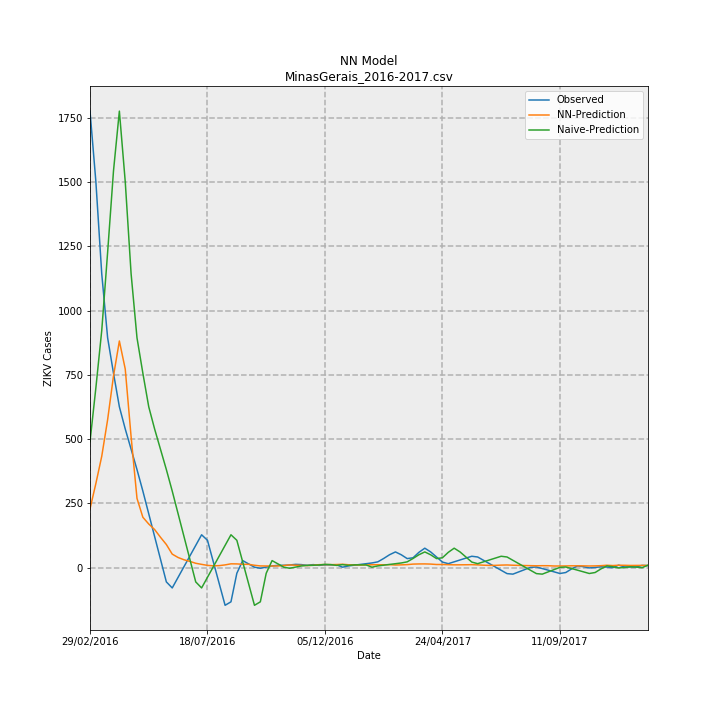 NN Model
MinasGerais_2016-2017.csv
Observed
NN-Prediction
Naive-Prediction
ZIKV Cases
1750
1500
1250
1000
750
500
250
0
29/02/2016
18/07/2016
05/12/2016
24/04/2017
11/09/2017
Date